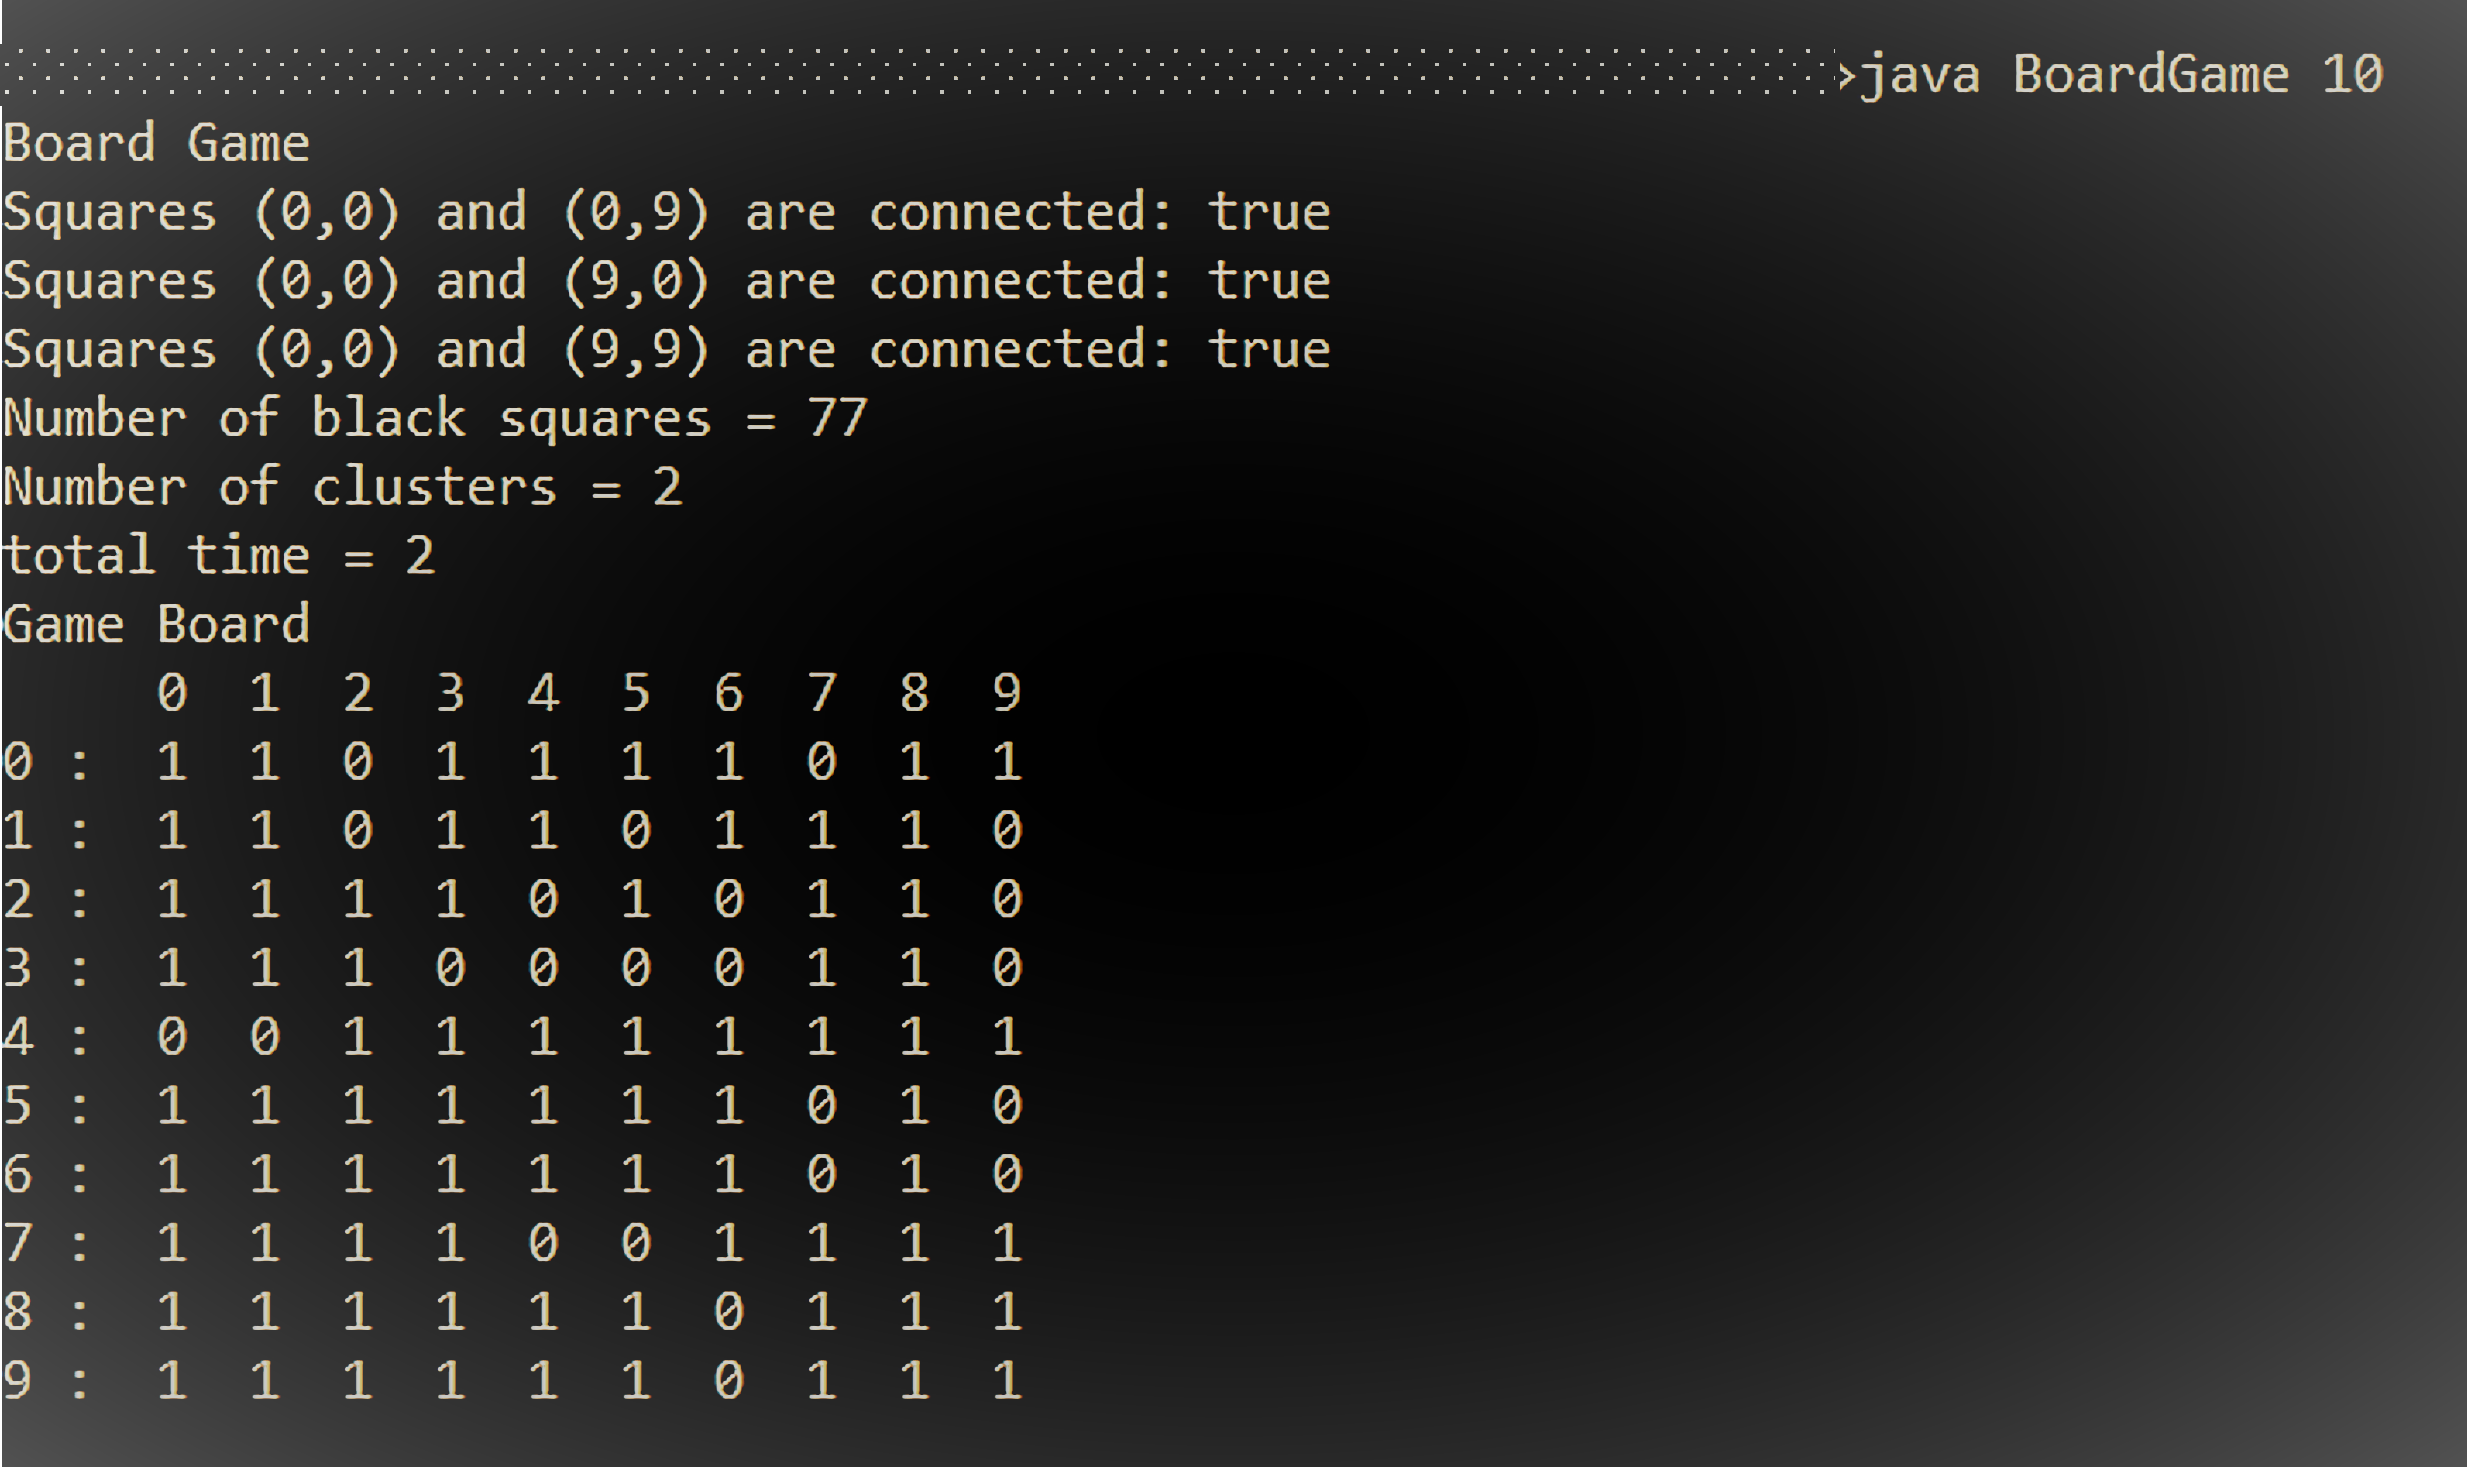 >java BoardGame 10
Board Game
Squares (0,0) and (0,9) are connected: true
Squares (0,0) and (9,0) are connected: true
Squares (0,0) and (9,9) are connected: true
Number of black squares = 77
Number of clusters = 2
total time = 2
Game Board
0 1 2 3 4 5 6 7 8 9
0 : 1 1 0 1 1 1 1 0 1 1
1 : 1 1 0 1 1 0 1 1 1 0
2 : 1 1 1 1 0 1 0 1 1 0
3 : 1 1 1 0 0 0 0 1 1 0
4 : 0 0 1 1 1 1 1 1 1 1
5 : 1 1 1 1 1 1 1 0 1 0
6 : 1 1 1 1 1 1 1 0 1 0
7 : 1 1 1 1 0 0 1 1 1 1
8 : 1 1 1 1 1 1 0 1 1 1
9 : 1 1 1 1 1 1 0 1 1 1